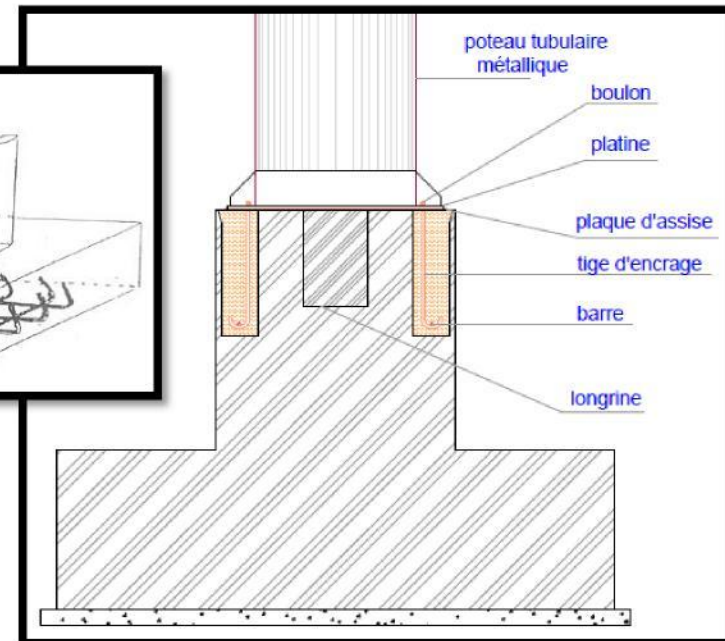 poteau tubulaire
métallique
boulon
platine
plaque d'assise
tige d'encrage
barre
longrine